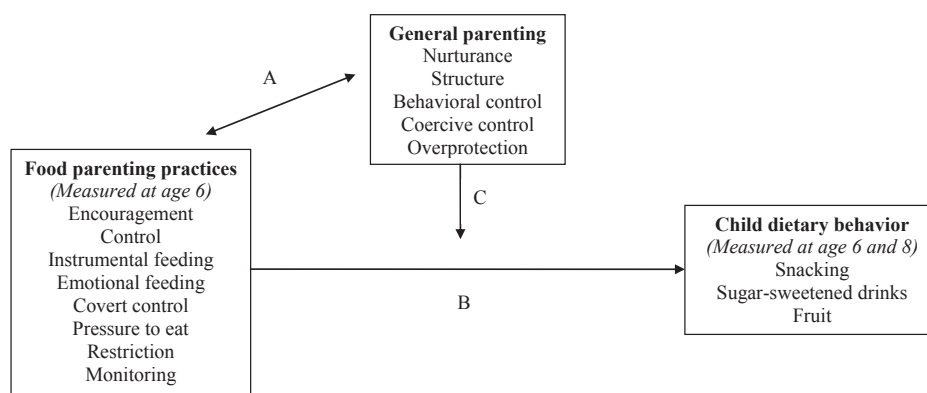 General parenting
Nurturance
Structure
Behavioral control
Coercive control
Overprotection
A
Food parenting practices
(Measured at age 6)
Encouragement
Control
Instrumental feeding
Emotional feeding
Covert control
Pressure to eat
Restriction
Monitoring
C
B
Child dietary behavior
(Measured at age 6 and 8)
Snacking
Sugar-sweetened drinks
Fruit